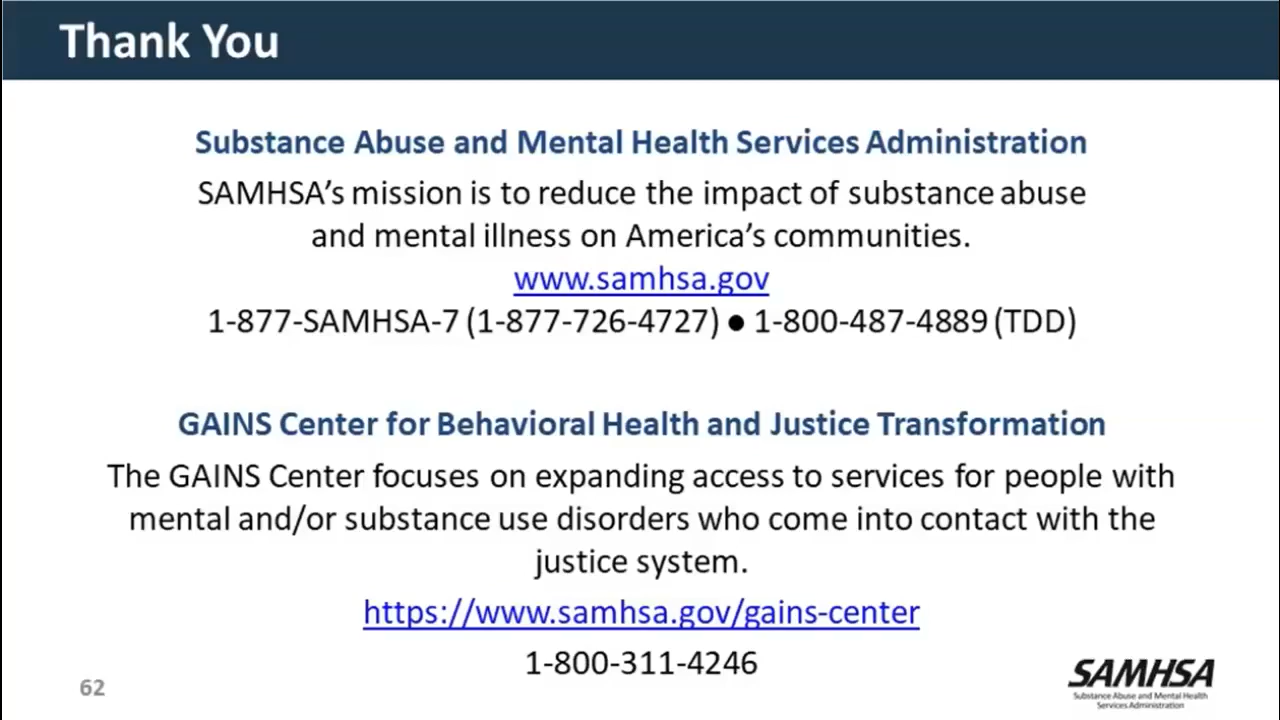 Thank You
Substance Abuse and Mental Health Services Administration
SAMHSA's mission is to reduce the impact of substance abuse
and mental illness on America's communities.
www.samhsa.gov
1-877-SAMHSA-7 (1-877-726-4727) ● 1-800-487-4889 (TDD)
GAINS Center for Behavioral Health and Justice Transformation
The GAINS Center focuses on expanding access to services for people with
mental and/or substance use disorders who come into contact with the
justice system.
https://www.samhsa.gov/gains-center
1-800-311-4246
62
SAMHSA
Substance Abuse and Mental Health
Services Administration